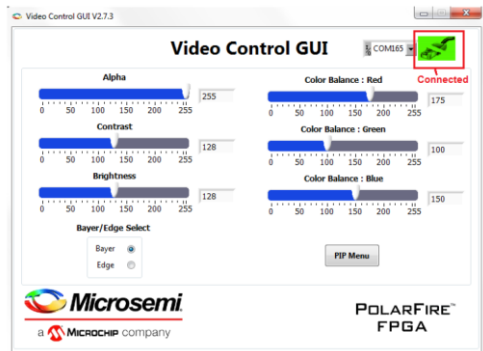 Video Control GUI V2.7.3
Video Control GUI
COM165
Connected
Alpha
255
0 50 100 150 200 255
Contrast
128
0 50 100 150 200 255
Brightness
128
0 50 100 150 200 255
Bayer/Edge Select
Bayer
Edge
Color Balance : Red
175
0 50 100 150 200 255
Color Balance : Green
100
0 50 100 150 200 255
Color Balance : Blue
150
0 50 100 150 200 255
PIP Menu
Microsemi.
a MICROCHIP company
POLARFIRE™
FPGA